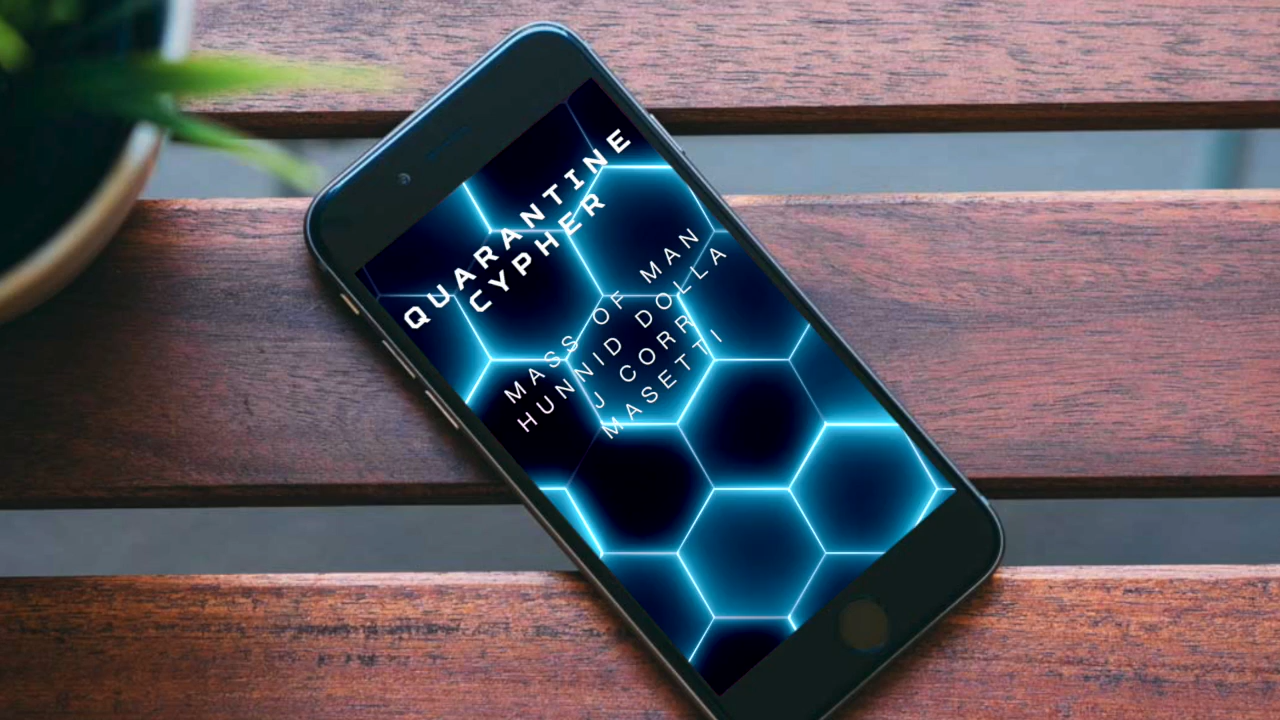 QUARANTINE
CYPHER
MASS OF MAN
HUNNID DOLLA
J CORR
MASETTI